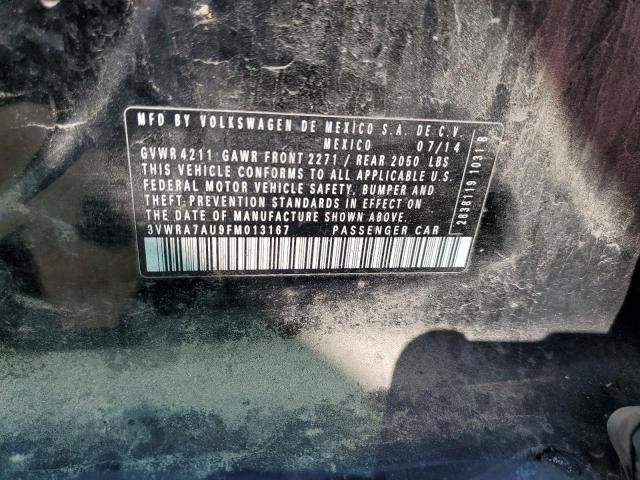 MFD BY VOLKSWAGEN DE MEXICO S.A. DE C.V.
MEXICO 07/14
GVWR 4211 GAWR FRONT 2271 / REAR 2050 LBS
THIS VEHICLE CONFORMS TO ALL APPLICABLE U.S.
FEDERAL MOTOR VEHICLE SAFETY, BUMPER AND
THEFT PREVENTION STANDARDS IN EFFECT ON
THE DATE OF MANUFACTURE SHOWN ABOVE.
3VWRA7AU9FM013167 PASSENGER CAR
2838119 1031 B